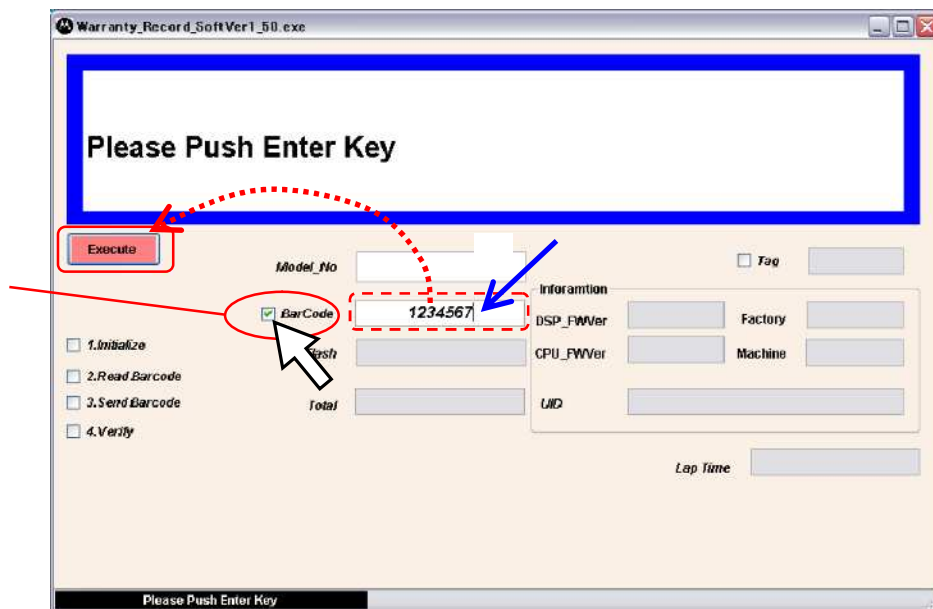 Warranty_Record_SoftVer1_50.exe
Please Push Enter Key
Execute
Model_No
Tag
BarCode
1234567
Inforamtion
DSP_FWVer
Factory
1.Initialize
CPU_FWVer
Machine
2.Read Barcode
3.Send Barcode
Total
UID
4.Verify
Lap Time
Please Push Enter Key